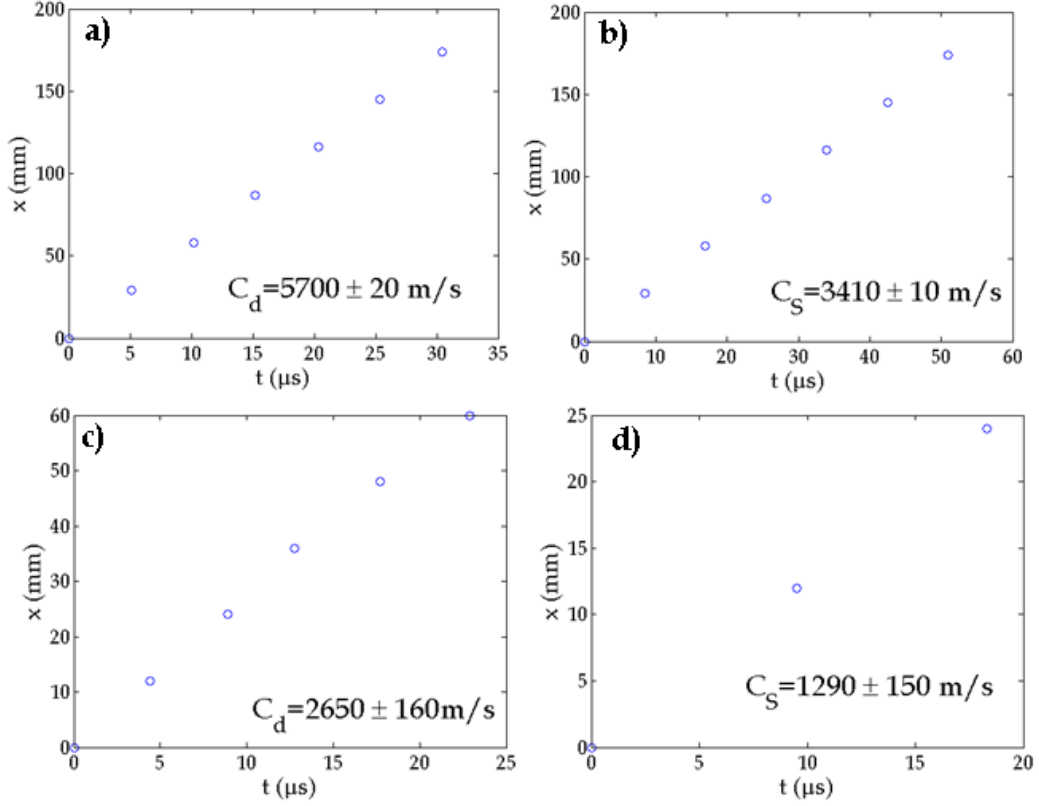 a)
200
150
100
50
0
x (mm)
C_d=5700 ± 20 m/s
0 5 10 15 20 25 30 35
t (µs)
b)
200
150
100
50
0
x (mm)
C_S=3410 ± 10 m/s
0 10 20 30 40 50 60
t (µs)
c)
60
50
40
30
20
10
0
x (mm)
C_d=2650 ± 160m/s
0 5 10 15 20 25
t (µs)
d)
25
20
15
10
5
0
x (mm)
C_S=1290 ± 150 m/s
0 5 10 15 20
t (µs)